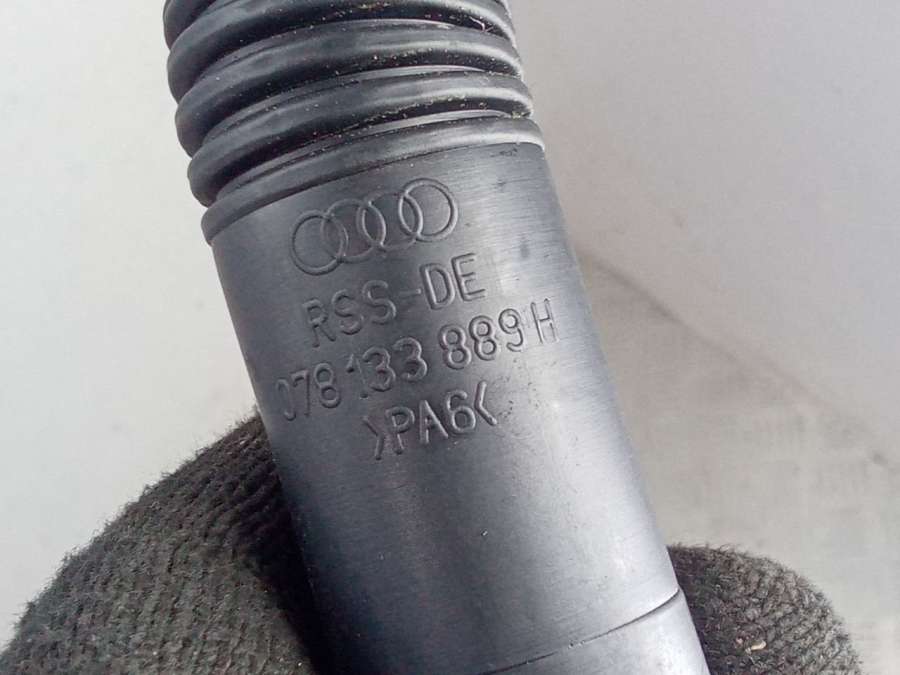 RSS-DE
078 133 889 H
>PA6<